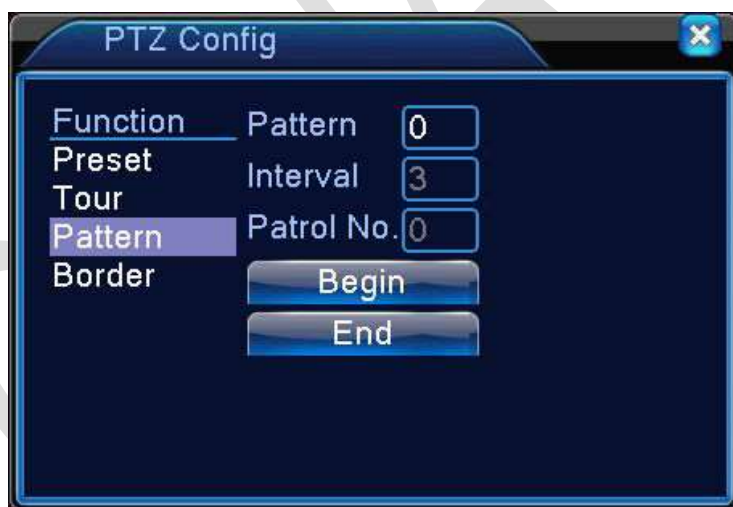 PTZ Config
Function
Preset
Tour
Pattern
Border
Pattern 0
Interval 3
Patrol No. 0
Begin
End